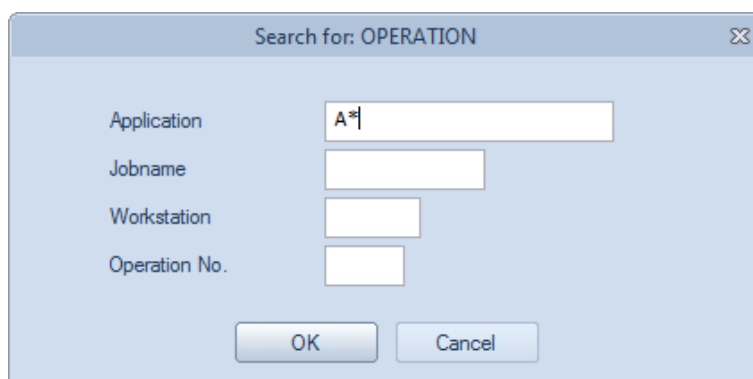 Search for: OPERATION
Application A*
Jobname
Workstation
Operation No.
OK Cancel